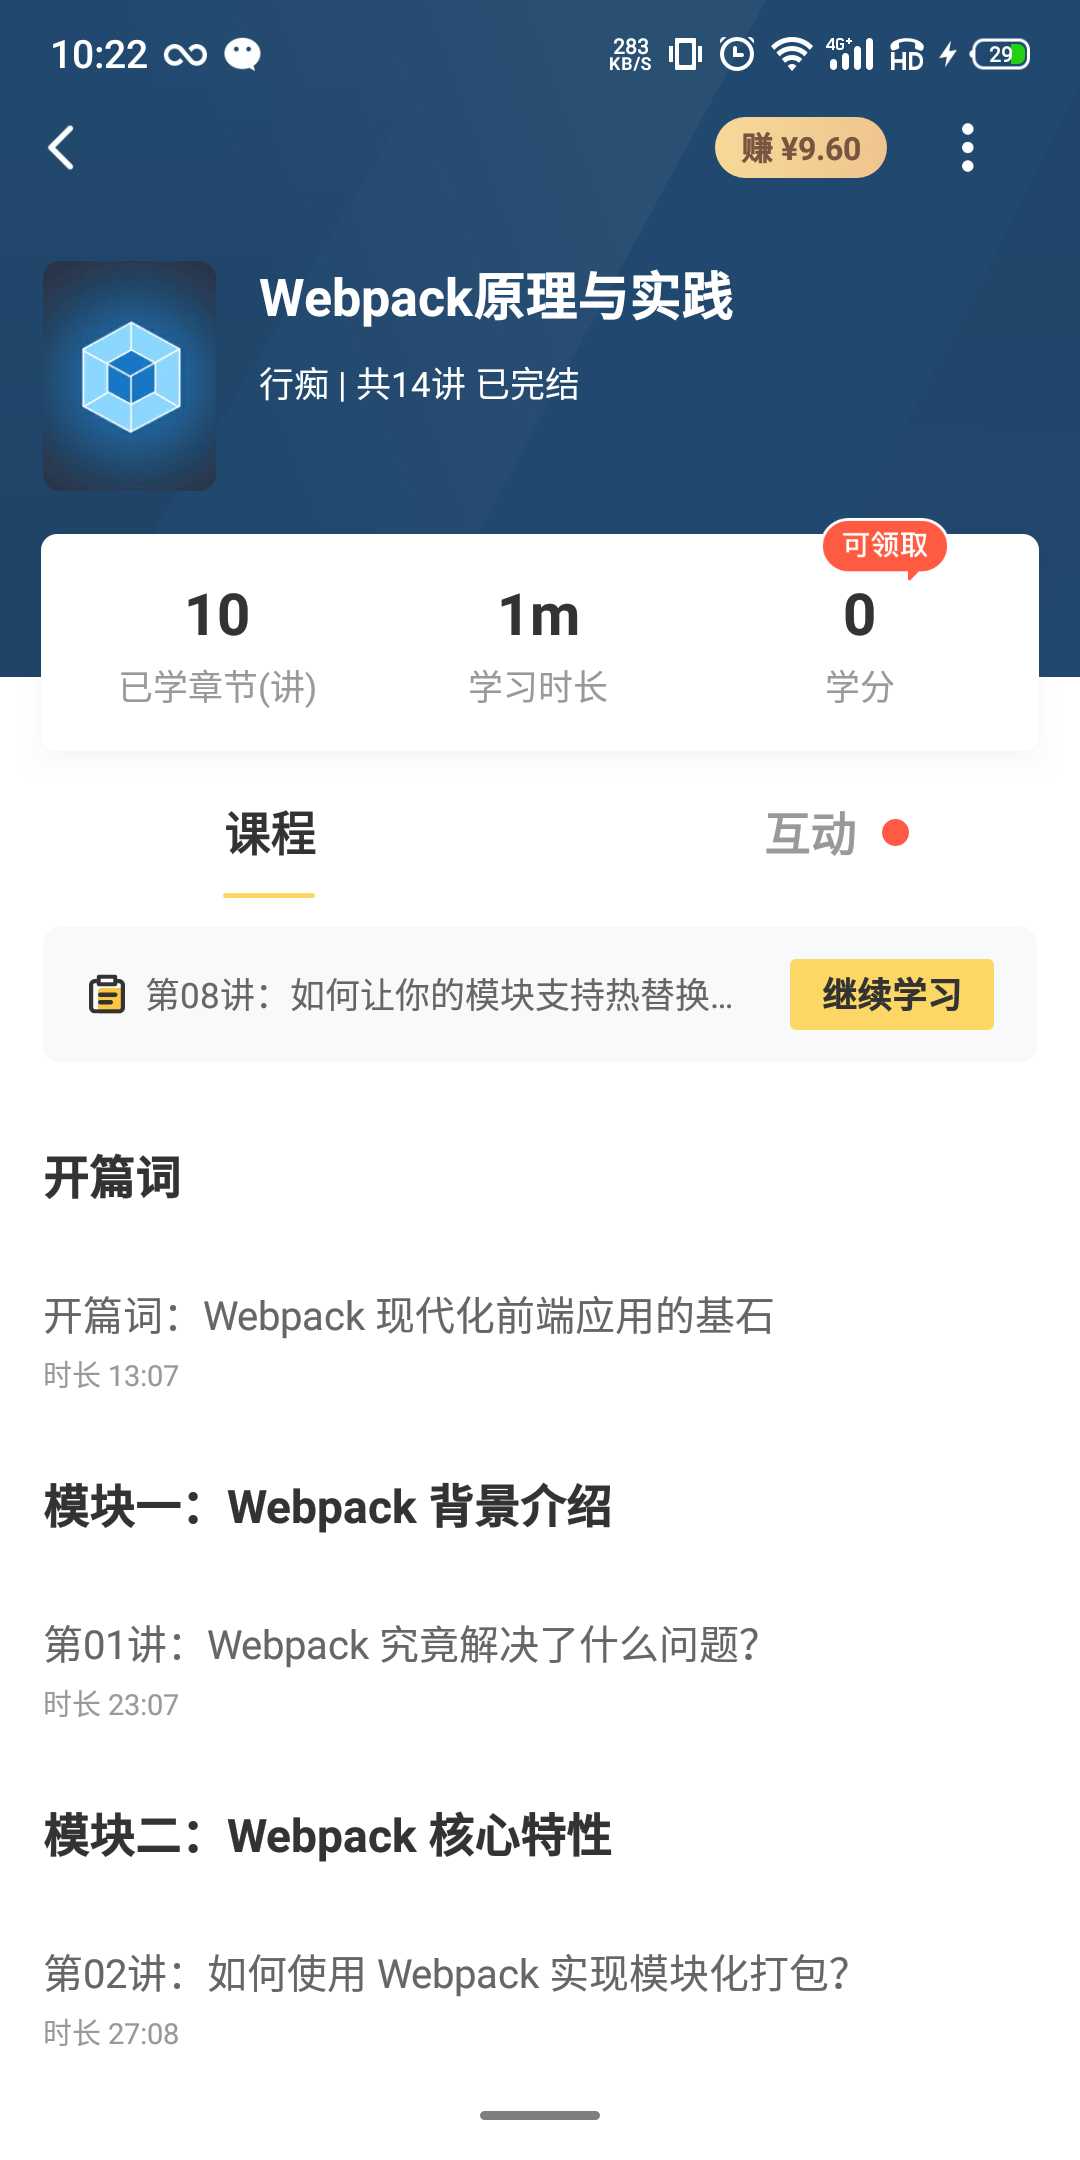 10:22
283 KB/S 4G+ HD 29
赚 ¥9.60
Webpack原理与实践
行痴 | 共14讲 已完结
可领取
10 1m 0
已学章节(讲) 学习时长 学分
课程 互动
第08讲：如何让你的模块支持热替换... 继续学习
开篇词
开篇词：Webpack 现代化前端应用的基石
时长 13:07
模块一：Webpack 背景介绍
第01讲：Webpack 究竟解决了什么问题？
时长 23:07
模块二：Webpack 核心特性
第02讲：如何使用 Webpack 实现模块化打包？
时长 27:08